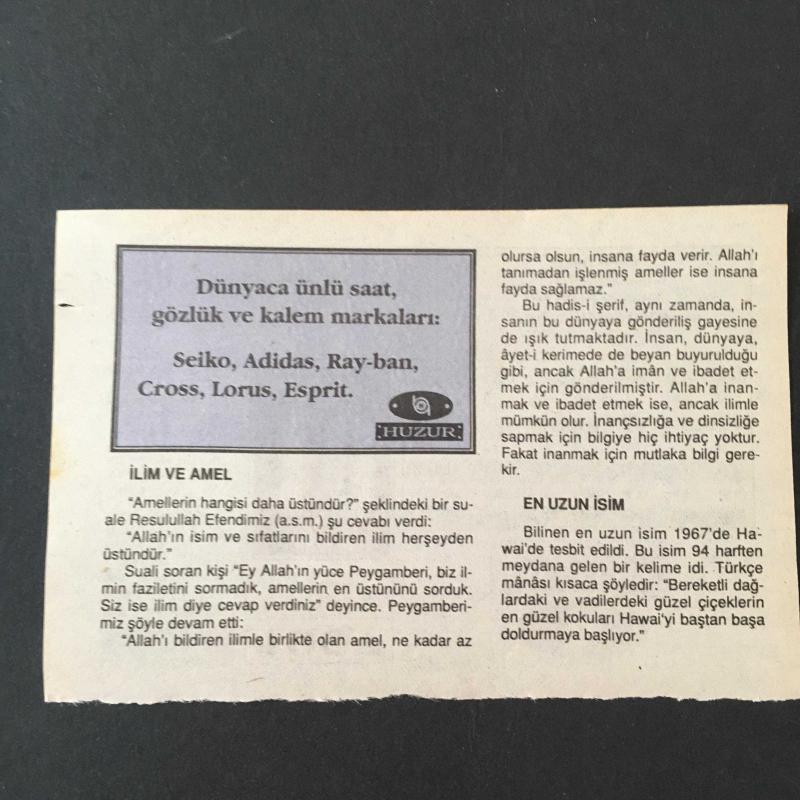 Dünyaca ünlü saat,
gözlük ve kalem markaları:
Seiko, Adidas, Ray-ban,
Cross, Lorus, Esprit.
HUZUR
İLİM VE AMEL
"Amellerin hangisi daha üstündür?" şeklindeki bir su-
ale Resulullah Efendimiz (a.s.m.) şu cevabı verdi:
"Allah'ın isim ve sıfatlarını bildiren ilim herşeyden
üstündür."
Suali soran kişi "Ey Allah'ın yüce Peygamberi, biz il-
min faziletini sormadık, amellerin en üstününü sorduk.
Siz ise ilim diye cevap verdiniz" deyince. Peygamberi-
miz şöyle devam etti:
"Allah'ı bildiren ilimle birlikte olan amel, ne kadar az
olursa olsun, insana fayda verir. Allah'ı
tanımadan işlenmiş ameller ise insana
fayda sağlamaz."
Bu hadis-i şerif, aynı zamanda, in-
sanın bu dünyaya gönderiliş gayesine
de ışık tutmaktadır. İnsan, dünyaya,
âyet-i kerimede de beyan buyurulduğu
gibi, ancak Allah'a imân ve ibadet et-
mek için gönderilmiştir. Allah'a inan-
mak ve ibadet etmek ise, ancak ilimle
mümkün olur. İnançsızlığa ve dinsizliğe
sapmak için bilgiye hiç ihtiyaç yoktur.
Fakat inanmak için mutlaka bilgi gere-
kir.
EN UZUN İSİM
Bilinen en uzun isim 1967'de Ha-
wai'de tesbit edildi. Bu isim 94 harften
meydana gelen bir kelime idi. Türkçe
mânâsı kısaca şöyledir: "Bereketli dağ-
lardaki ve vadilerdeki güzel çiçeklerin
en güzel kokuları Hawai'yi baştan başa
doldurmaya başlıyor."